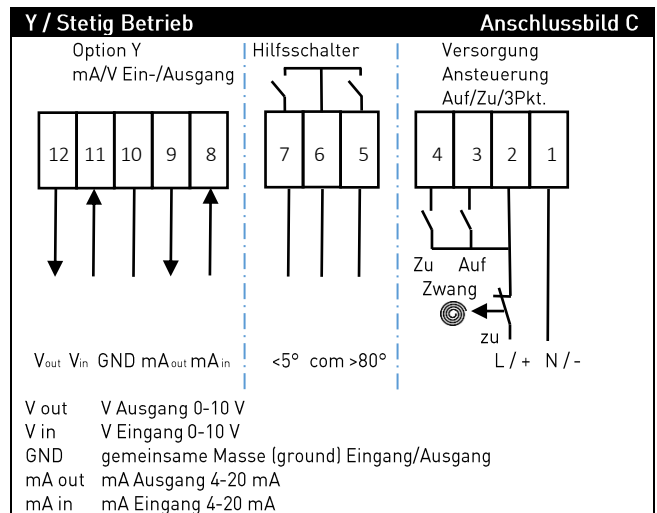 Y / Stetig Betrieb Anschlussbild C
Option Y Hilfsschalter Versorgung
mA/V Ein-/Ausgang Ansteuerung
Auf/Zu/3Pkt.
12 11 10 9 8 7 6 5 4 3 2 1
Zu Auf
Zwang
zu
Vout Vin GND mAout mAin <5° com >80° L / + N / -
V out V Ausgang 0-10 V
V in V Eingang 0-10 V
GND gemeinsame Masse (ground) Eingang/Ausgang
mA out mA Ausgang 4-20 mA
mA in mA Eingang 4-20 mA